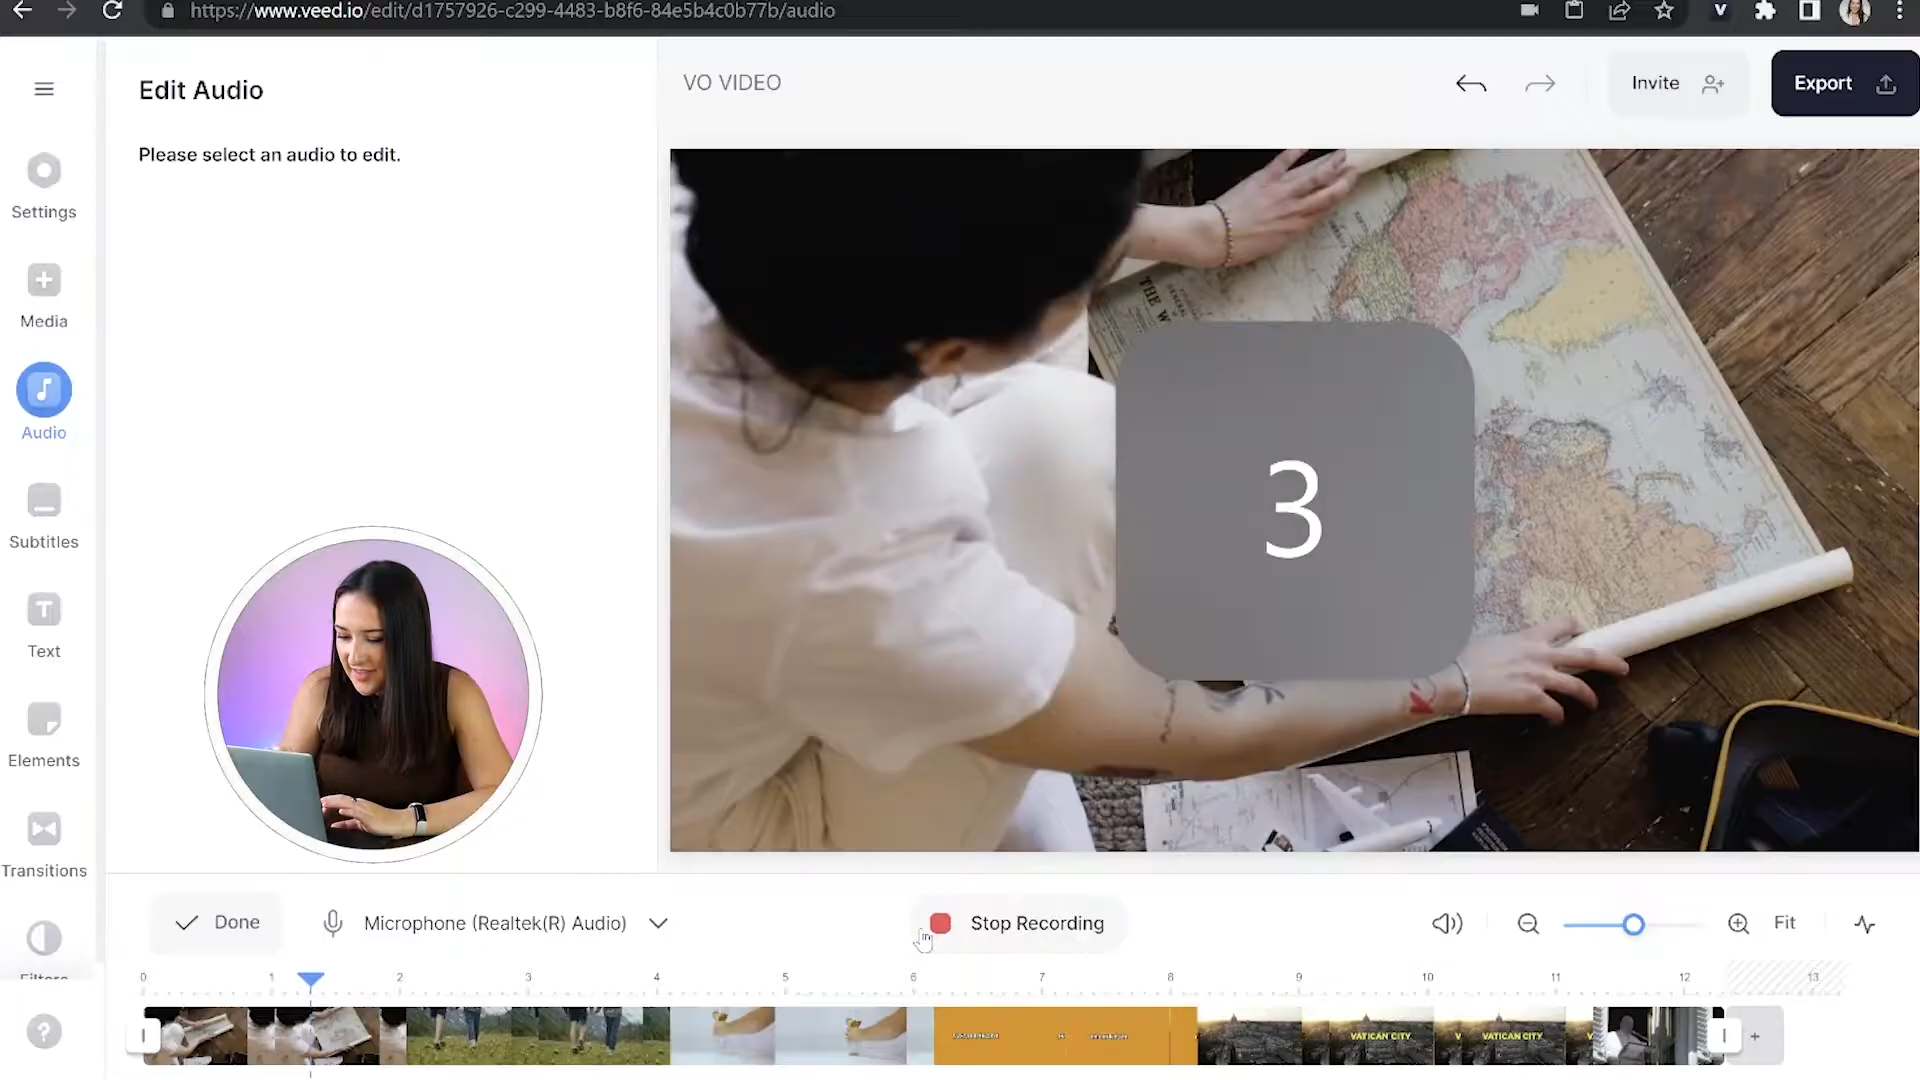 https://www.veed.io/edit/d1757926-c299-4483-b8f6-84e5b4c0b77b/audio
Edit Audio
VO VIDEO
Invite
Export
Please select an audio to edit.
Settings
Media
Audio
Subtitles
Text
Elements
Transitions
Filters
3
Done
Microphone (Realtek(R) Audio)
Stop Recording
Fit
0 1 2 3 4 5 6 7 8 9 10 11 12 13
VATICAN CITY
VATICAN CITY